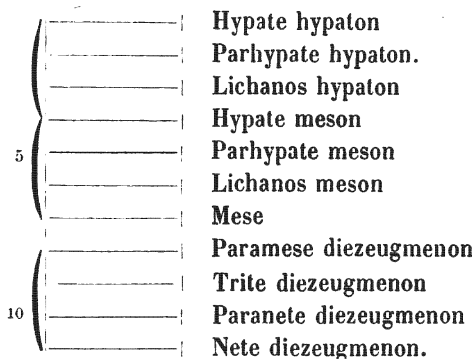 Hypate hypaton
Parhypate hypaton.
Lichanos hypaton
Hypate meson
5 Parhypate meson
Lichanos meson
Mese
Paramese diezeugmenon
Trite diezeugmenon
10 Paranete diezeugmenon
Nete diezeugmenon.